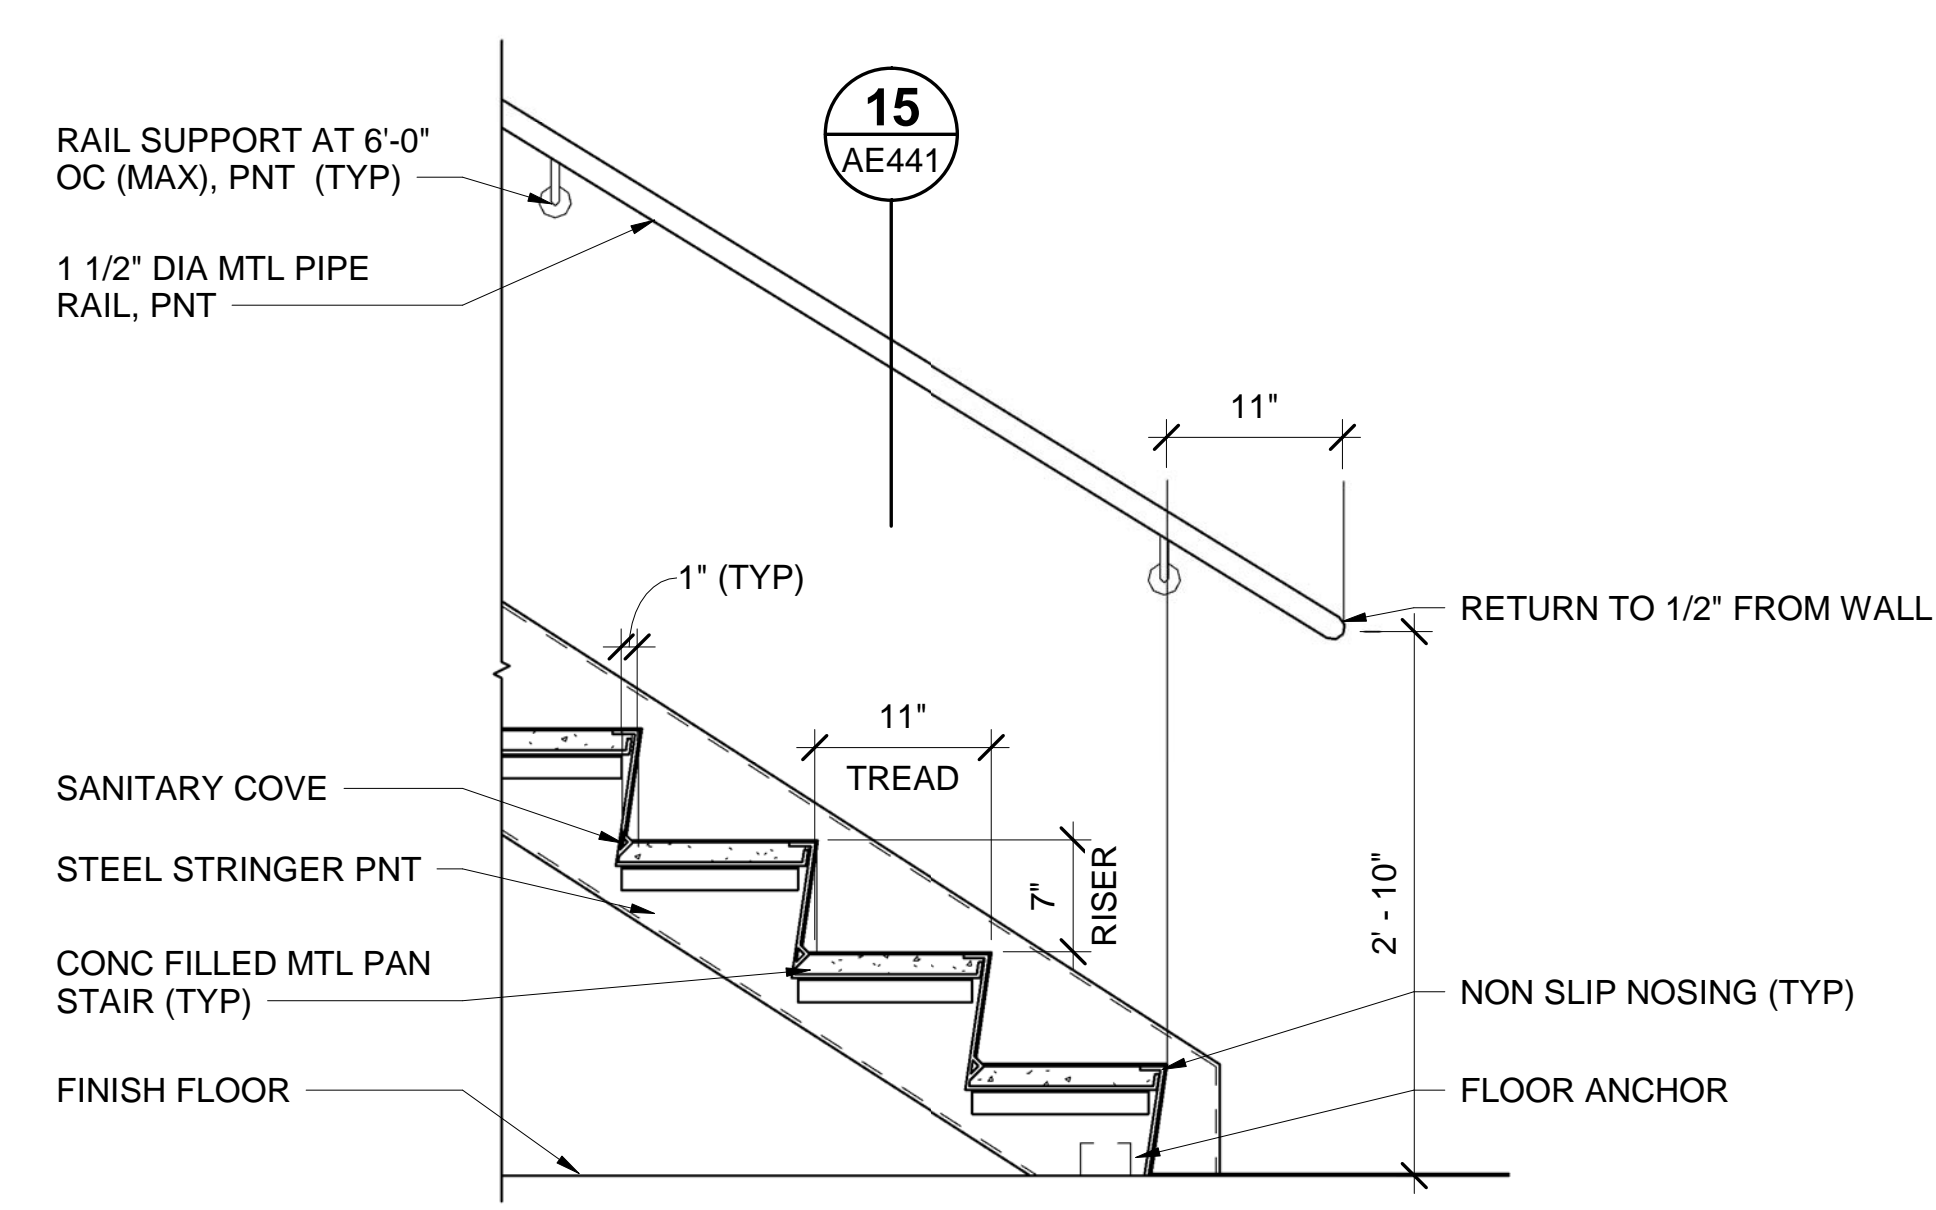 15
AE441
RAIL SUPPORT AT 6'-0"
OC (MAX), PNT (TYP)
1 1/2" DIA MTL PIPE
RAIL, PNT
11"
1" (TYP)
RETURN TO 1/2" FROM WALL
11"
TREAD
SANITARY COVE
7"
RISER
STEEL STRINGER PNT
2' - 10"
CONC FILLED MTL PAN
STAIR (TYP)
NON SLIP NOSING (TYP)
FINISH FLOOR
FLOOR ANCHOR